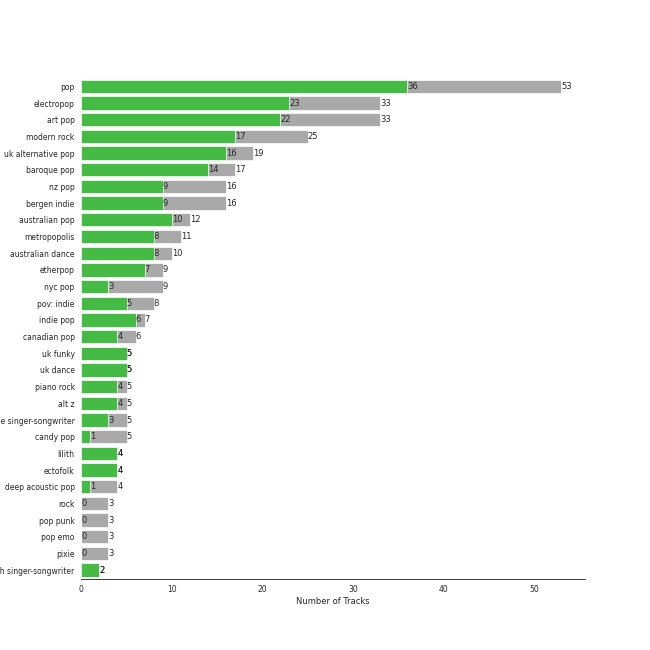 pop 36 53
electropop 23 33
art pop 22 33
modern rock 17 25
uk alternative pop 16 19
baroque pop 14 17
nz pop 9 16
bergen indie 9 16
australian pop 10 12
metropopolis 8 11
australian dance 8 10
etherpop 7 9
nyc pop 3 9
pov: indie 5 8
indie pop 6 7
canadian pop 4 6
uk funky 5
uk dance 5
piano rock 4 5
alt z 4 5
e singer-songwriter 3 5
candy pop 1 5
lilith 4
ectofolk 4
deep acoustic pop 1 4
rock 0 3
pop punk 0 3
pop emo 0 3
pixie 0 3
h singer-songwriter 2
0 10 20 30 40 50
Number of Tracks